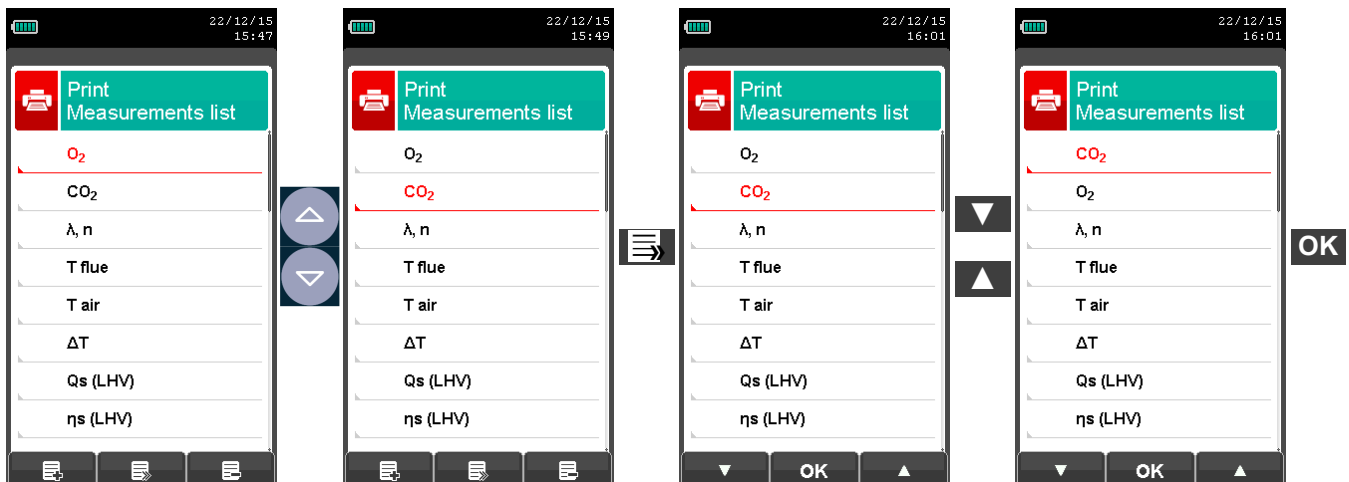 22/12/15
15:47
Print
Measurements list
O₂
CO₂
λ, n
T flue
T air
ΔT
Qs (LHV)
ηs (LHV)
22/12/15
15:49
Print
Measurements list
O₂
CO₂
λ, n
T flue
T air
ΔT
Qs (LHV)
ηs (LHV)
22/12/15
16:01
Print
Measurements list
O₂
CO₂
λ, n
T flue
T air
ΔT
Qs (LHV)
ηs (LHV)
OK
22/12/15
16:01
Print
Measurements list
CO₂
O₂
λ, n
T flue
T air
ΔT
Qs (LHV)
ηs (LHV)
OK
OK